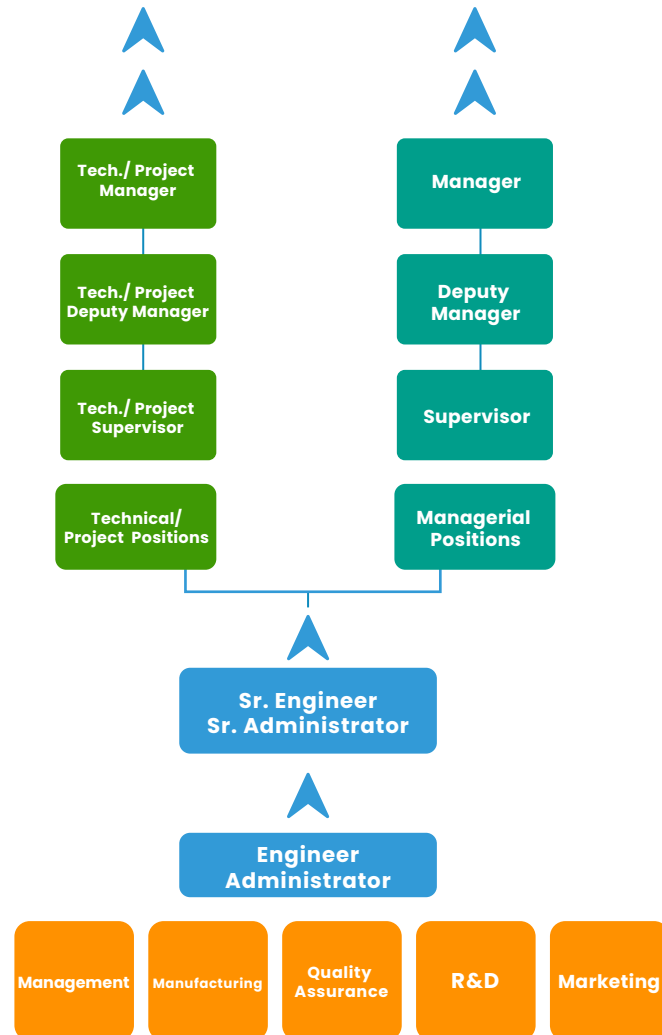 Tech./ Project
Manager
Manager
Tech./ Project
Deputy Manager
Deputy
Manager
Tech./ Project
Supervisor
Supervisor
Technical/
Project Positions
Managerial
Positions
Sr. Engineer
Sr. Administrator
Engineer
Administrator
Management
Manufacturing
Quality
Assurance
R&D
Marketing